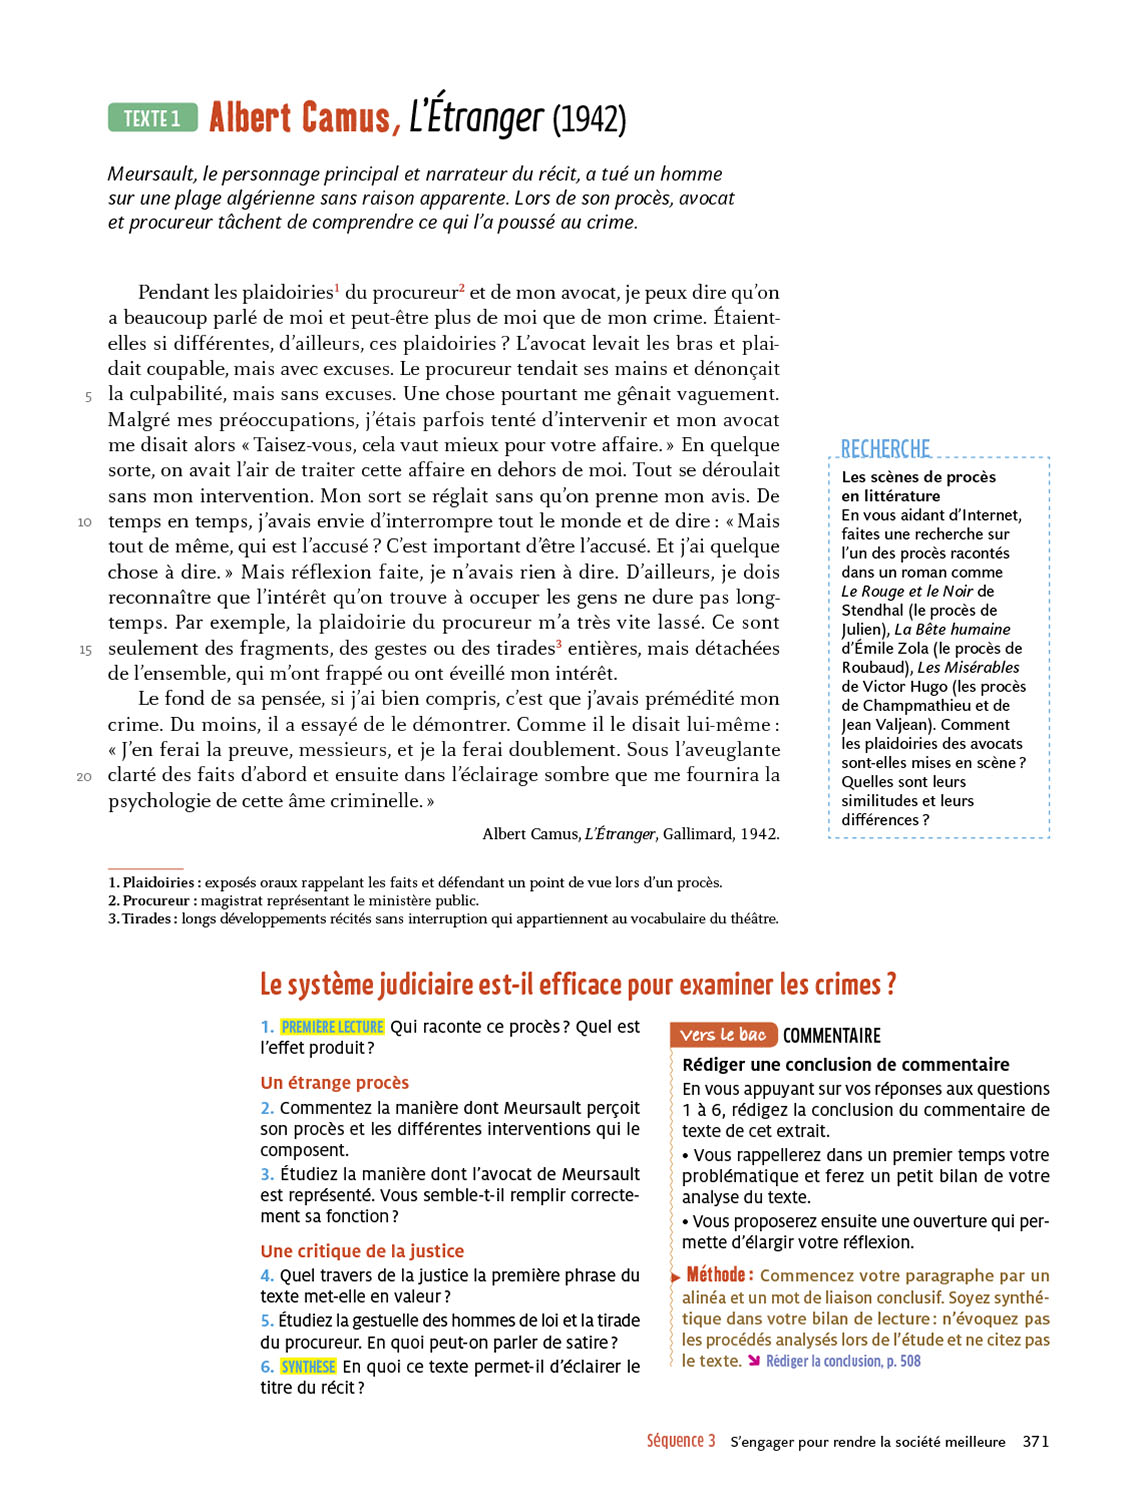 TEXTE 1 Albert Camus, L'Étranger (1942)
Meursault, le personnage principal et narrateur du récit, a tué un homme
sur une plage algérienne sans raison apparente. Lors de son procès, avocat
et procureur tâchent de comprendre ce qui l'a poussé au crime.
Pendant les plaidoiries1 du procureur2 et de mon avocat, je peux dire qu'on
a beaucoup parlé de moi et peut-être plus de moi que de mon crime. Étaient-
elles si différentes, d'ailleurs, ces plaidoiries ? L'avocat levait les bras et plai-
dait coupable, mais avec excuses. Le procureur tendait ses mains et dénonçait
5 la culpabilité, mais sans excuses. Une chose pourtant me gênait vaguement.
Malgré mes préoccupations, j'étais parfois tenté d'intervenir et mon avocat
me disait alors « Taisez-vous, cela vaut mieux pour votre affaire. » En quelque
sorte, on avait l'air de traiter cette affaire en dehors de moi. Tout se déroulait
sans mon intervention. Mon sort se réglait sans qu'on prenne mon avis. De
10 temps en temps, j'avais envie d'interrompre tout le monde et de dire : « Mais
tout de même, qui est l'accusé ? C'est important d'être l'accusé. Et j'ai quelque
chose à dire. » Mais réflexion faite, je n'avais rien à dire. D'ailleurs, je dois
reconnaître que l'intérêt qu'on trouve à occuper les gens ne dure pas long-
temps. Par exemple, la plaidoirie du procureur m'a très vite lassé. Ce sont
15 seulement des fragments, des gestes ou des tirades3 entières, mais détachées
de l'ensemble, qui m'ont frappé ou ont éveillé mon intérêt.
Le fond de sa pensée, si j'ai bien compris, c'est que j'avais prémédité mon
crime. Du moins, il a essayé de le démontrer. Comme il le disait lui-même :
« J'en ferai la preuve, messieurs, et je la ferai doublement. Sous l'aveuglante
20 clarté des faits d'abord et ensuite dans l'éclairage sombre que me fournira la
psychologie de cette âme criminelle. »
Albert Camus, L'Étranger, Gallimard, 1942.
RECHERCHE
Les scènes de procès
en littérature
En vous aidant d'Internet,
faites une recherche sur
l'un des procès racontés
dans un roman comme
Le Rouge et le Noir de
Stendhal (le procès de
Julien), La Bête humaine
d'Émile Zola (le procès de
Roubaud), Les Misérables
de Victor Hugo (les procès
de Champmathieu et de
Jean Valjean). Comment
les plaidoiries des avocats
sont-elles mises en scène ?
Quelles sont leurs
similitudes et leurs
différences ?
1. Plaidoiries : exposés oraux rappelant les faits et défendant un point de vue lors d'un procès.
2. Procureur : magistrat représentant le ministère public.
3. Tirades : longs développements récités sans interruption qui appartiennent au vocabulaire du théâtre.
Le système judiciaire est-il efficace pour examiner les crimes ?
1. PREMIÈRE LECTURE Qui raconte ce procès ? Quel est
l'effet produit ?
Un étrange procès
2. Commentez la manière dont Meursault perçoit
son procès et les différentes interventions qui le
composent.
3. Étudiez la manière dont l'avocat de Meursault
est représenté. Vous semble-t-il remplir correcte-
ment sa fonction ?
Une critique de la justice
4. Quel travers de la justice la première phrase du
texte met-elle en valeur ?
5. Étudiez la gestuelle des hommes de loi et la tirade
du procureur. En quoi peut-on parler de satire ?
6. SYNTHÈSE En quoi ce texte permet-il d'éclairer le
titre du récit ?
Vers le bac COMMENTAIRE
Rédiger une conclusion de commentaire
En vous appuyant sur vos réponses aux questions
1 à 6, rédigez la conclusion du commentaire de
texte de cet extrait.
• Vous rappellerez dans un premier temps votre
problématique et ferez un petit bilan de votre
analyse du texte.
• Vous proposerez ensuite une ouverture qui per-
mette d'élargir votre réflexion.
▶ Méthode : Commencez votre paragraphe par un
alinéa et un mot de liaison conclusif. Soyez synthé-
tique dans votre bilan de lecture : n'évoquez pas
les procédés analysés lors de l'étude et ne citez pas
le texte. ➘ Rédiger la conclusion, p. 508
Séquence 3 S'engager pour rendre la société meilleure 371